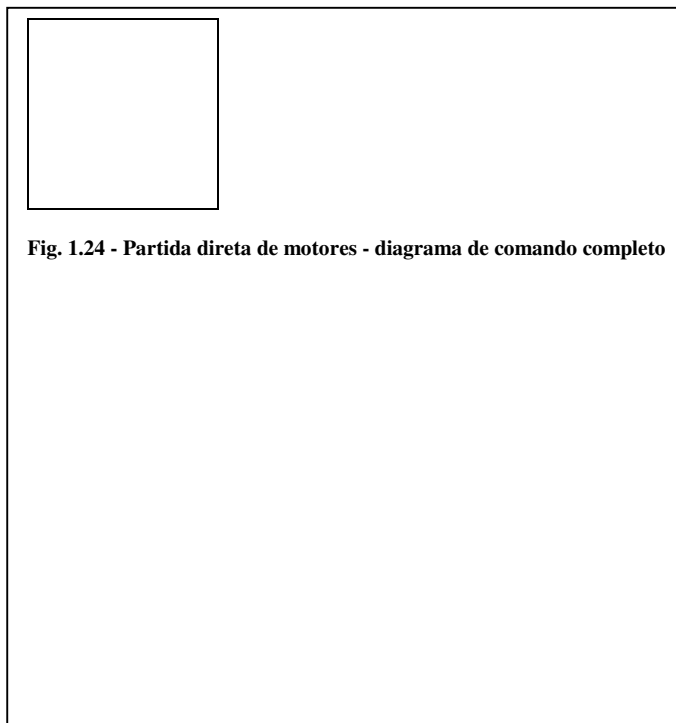 Fig. 1.24 - Partida direta de motores - diagrama de comando completo